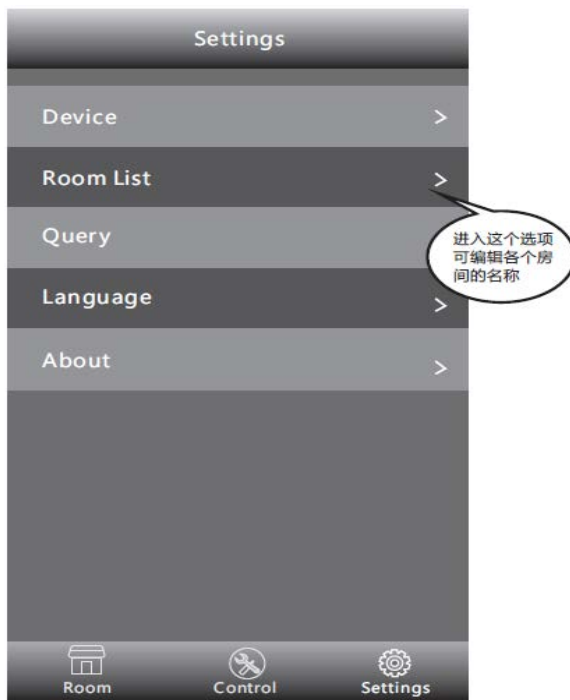 Settings
Device
>
Room List
>
Query
进入这个选项
可编辑各个房
间的名称
Language
>
About
>
Room
Control
Settings